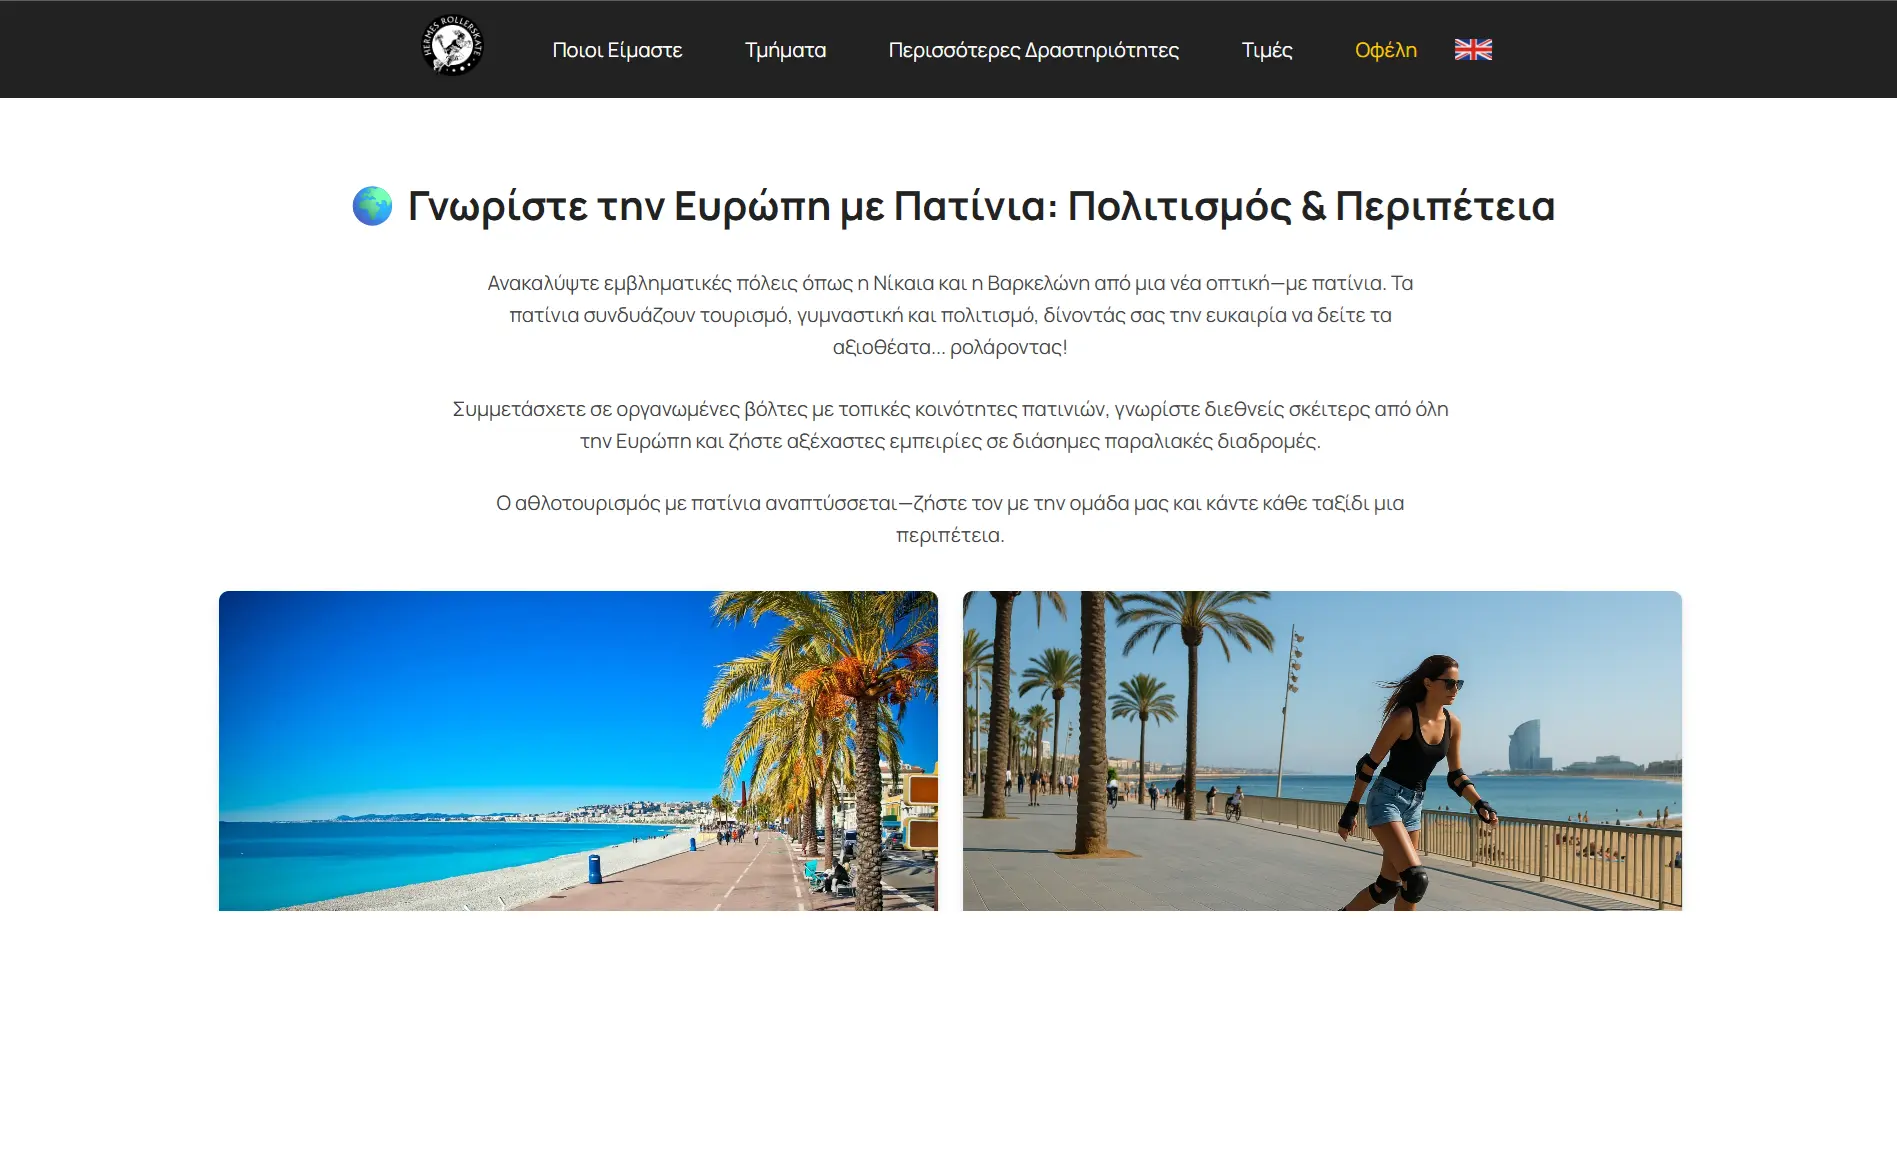 HERMES ROLLERSKATE
Ποιοι Είμαστε
Τμήματα
Περισσότερες Δραστηριότητες
Τιμές
Οφέλη
Γνωρίστε την Ευρώπη με Πατίνια: Πολιτισμός & Περιπέτεια
Ανακαλύψτε εμβληματικές πόλεις όπως η Νίκαια και η Βαρκελώνη από μια νέα οπτική—με πατίνια. Τα
πατίνια συνδυάζουν τουρισμό, γυμναστική και πολιτισμό, δίνοντάς σας την ευκαιρία να δείτε τα
αξιοθέατα... ρολάροντας!
Συμμετάσχετε σε οργανωμένες βόλτες με τοπικές κοινότητες πατινιών, γνωρίστε διεθνείς σκέιτερς από όλη
την Ευρώπη και ζήστε αξέχαστες εμπειρίες σε διάσημες παραλιακές διαδρομές.
Ο αθλοτουρισμός με πατίνια αναπτύσσεται—ζήστε τον με την ομάδα μας και κάντε κάθε ταξίδι μια
περιπέτεια.